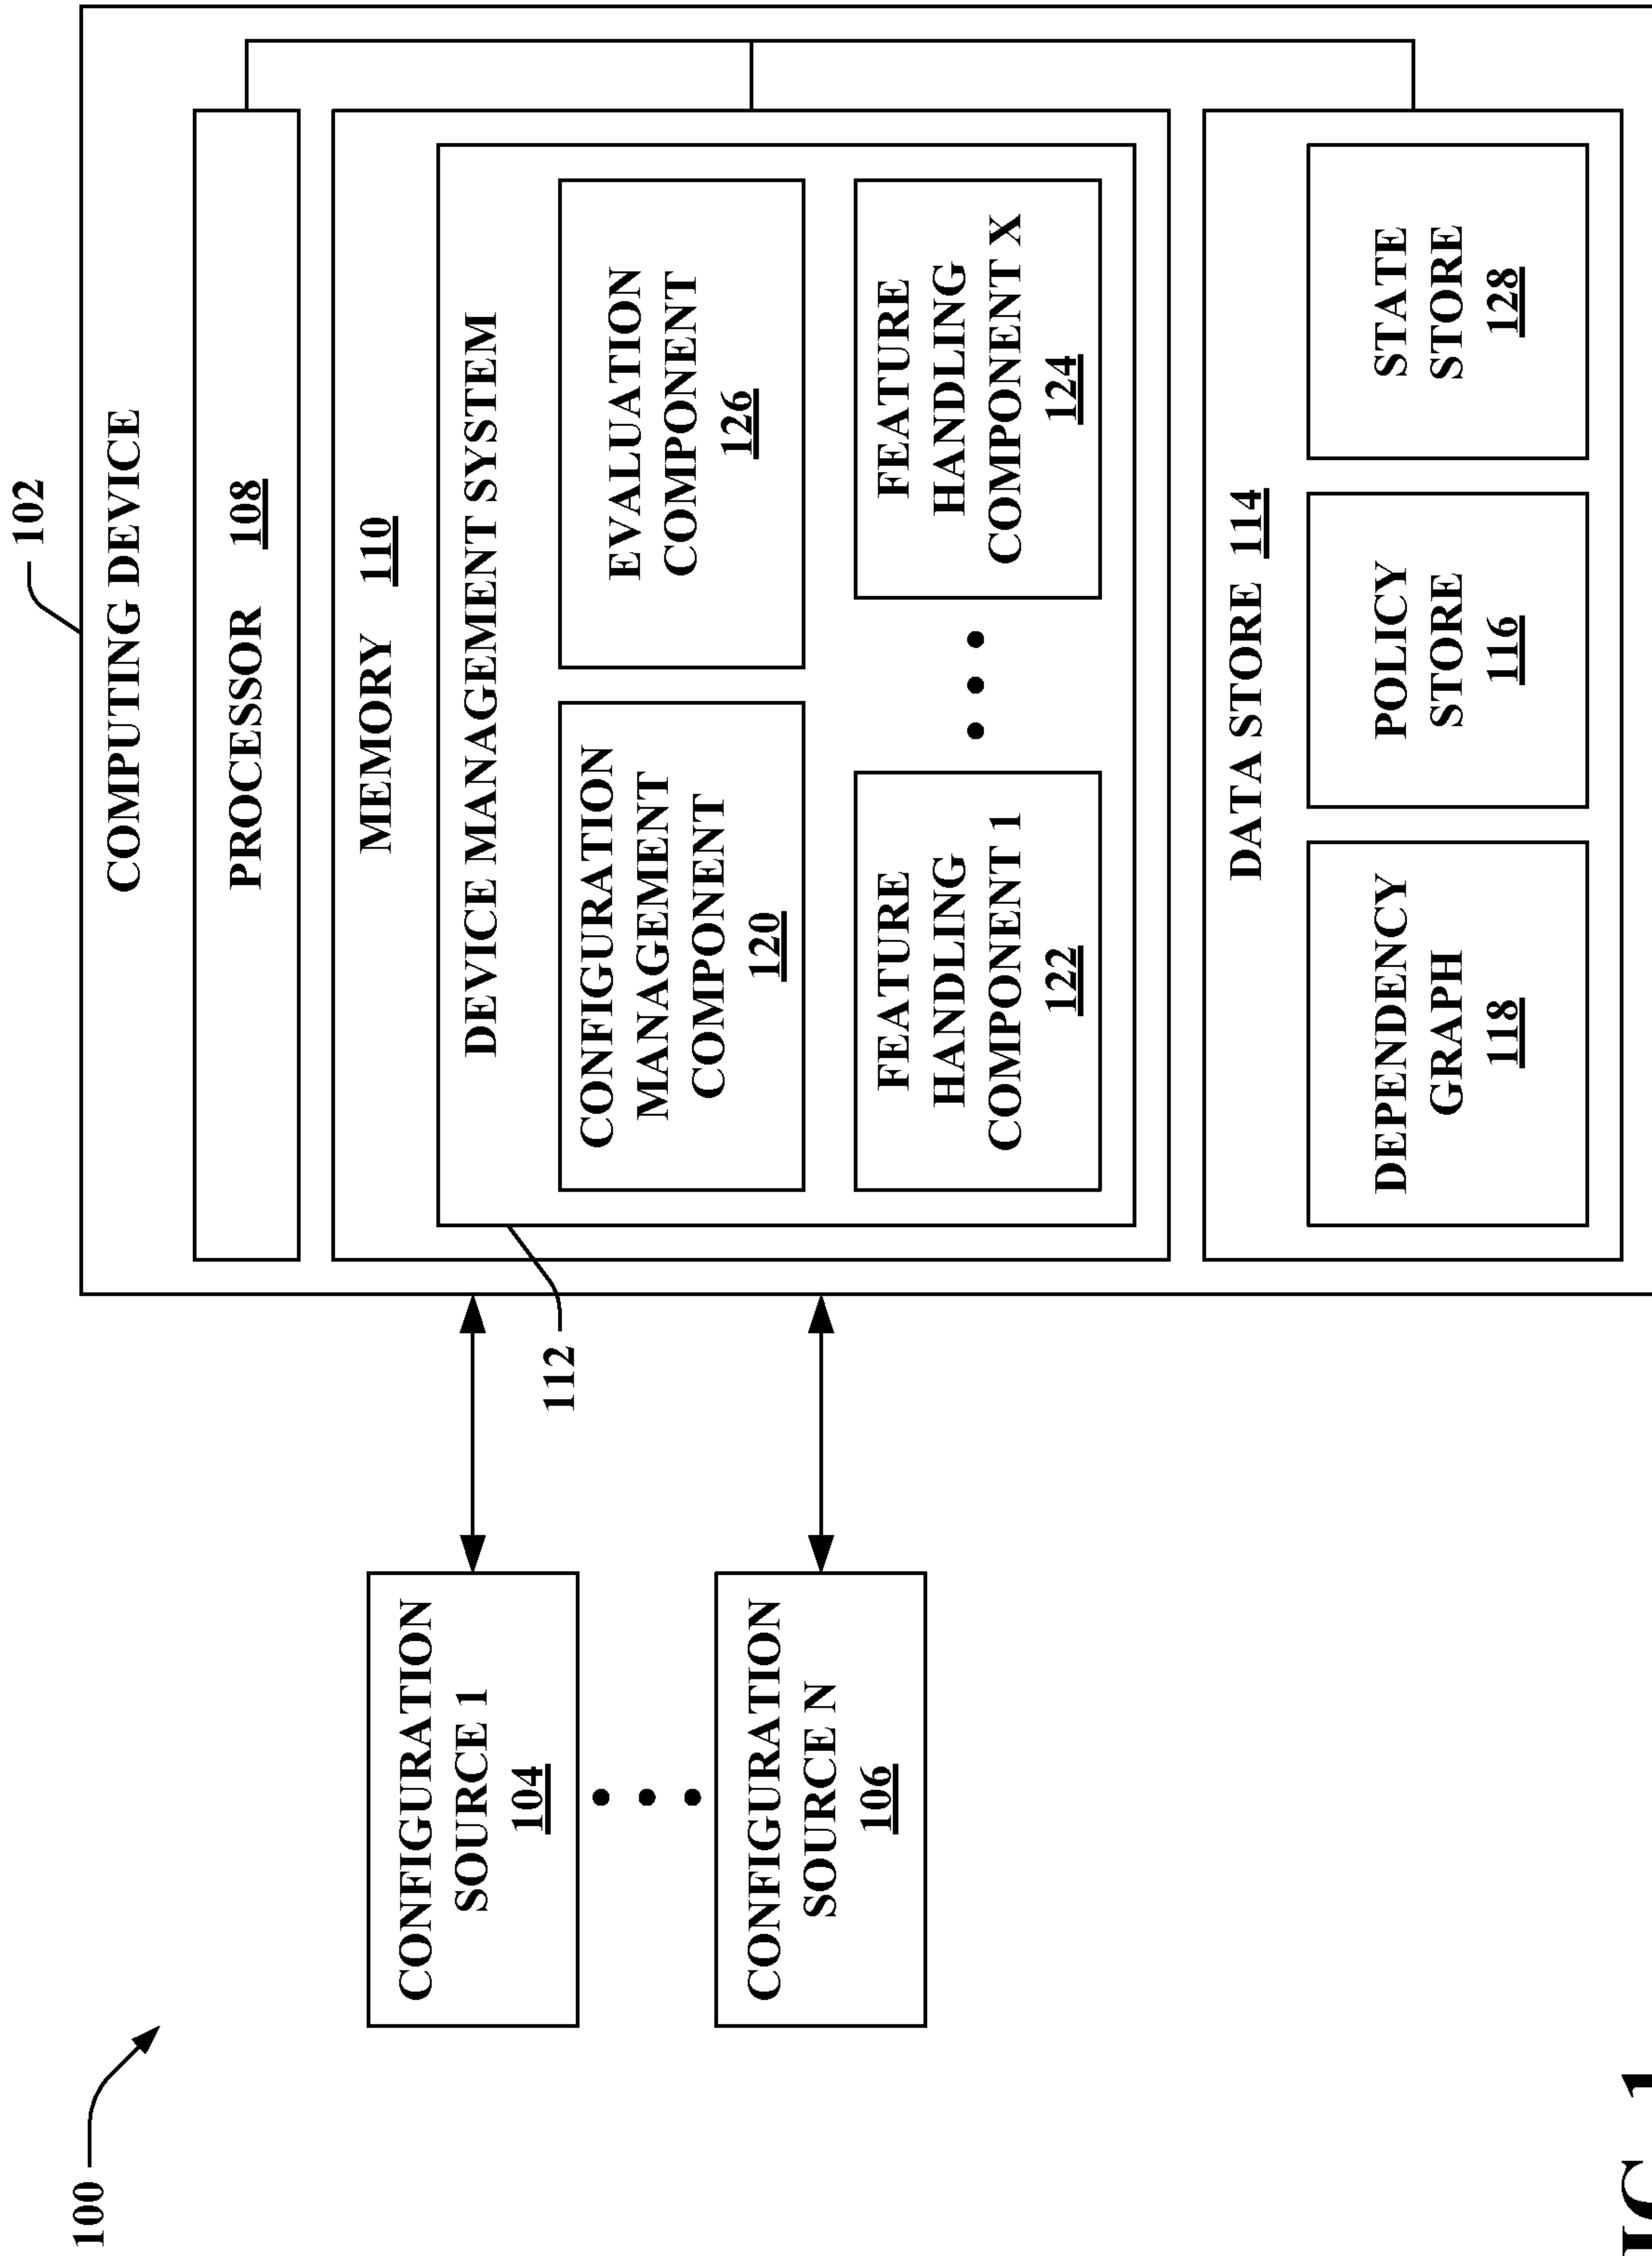 100
102
COMPUTING DEVICE
PROCESSOR 108
MEMORY 110
DEVICE MANAGEMENT SYSTEM
CONFIGURATION
MANAGEMENT
COMPONENT
120
EVALUATION
COMPONENT
126
FEATURE
HANDLING
COMPONENT 1
122
FEATURE
HANDLING
COMPONENT X
124
112
DATA STORE 114
DEPENDENCY
GRAPH
118
POLICY
STORE
116
STATE
STORE
128
CONFIGURATION
SOURCE 1
104
CONFIGURATION
SOURCE N
106